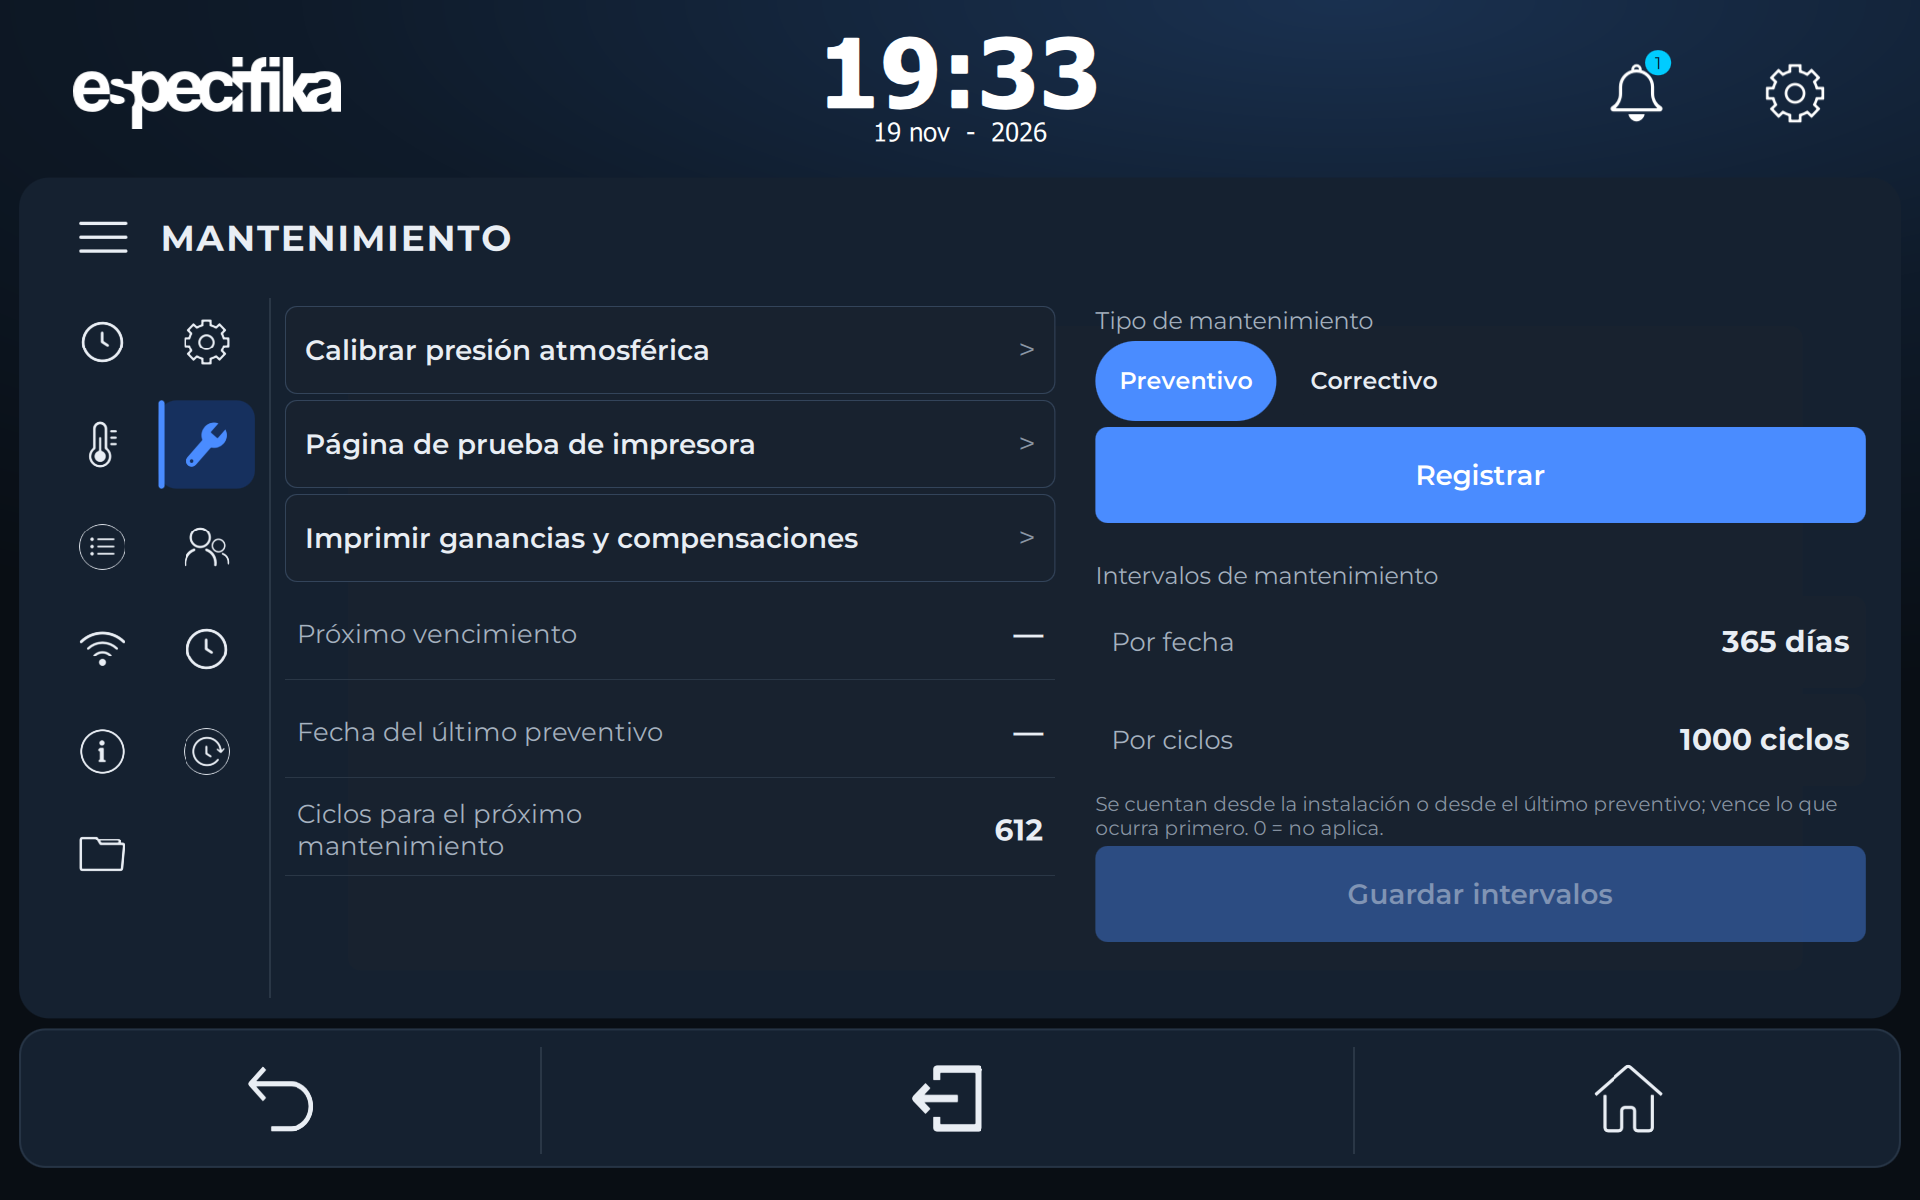 especifika
19:33
19 nov - 2026
1
MANTENIMIENTO
Calibrar presión atmosférica >
Página de prueba de impresora >
Imprimir ganancias y compensaciones >
Próximo vencimiento —
Fecha del último preventivo —
Ciclos para el próximo
mantenimiento 612
Tipo de mantenimiento
Preventivo Correctivo
Registrar
Intervalos de mantenimiento
Por fecha 365 días
Por ciclos 1000 ciclos
Se cuentan desde la instalación o desde el último preventivo; vence lo que
ocurra primero. 0 = no aplica.
Guardar intervalos